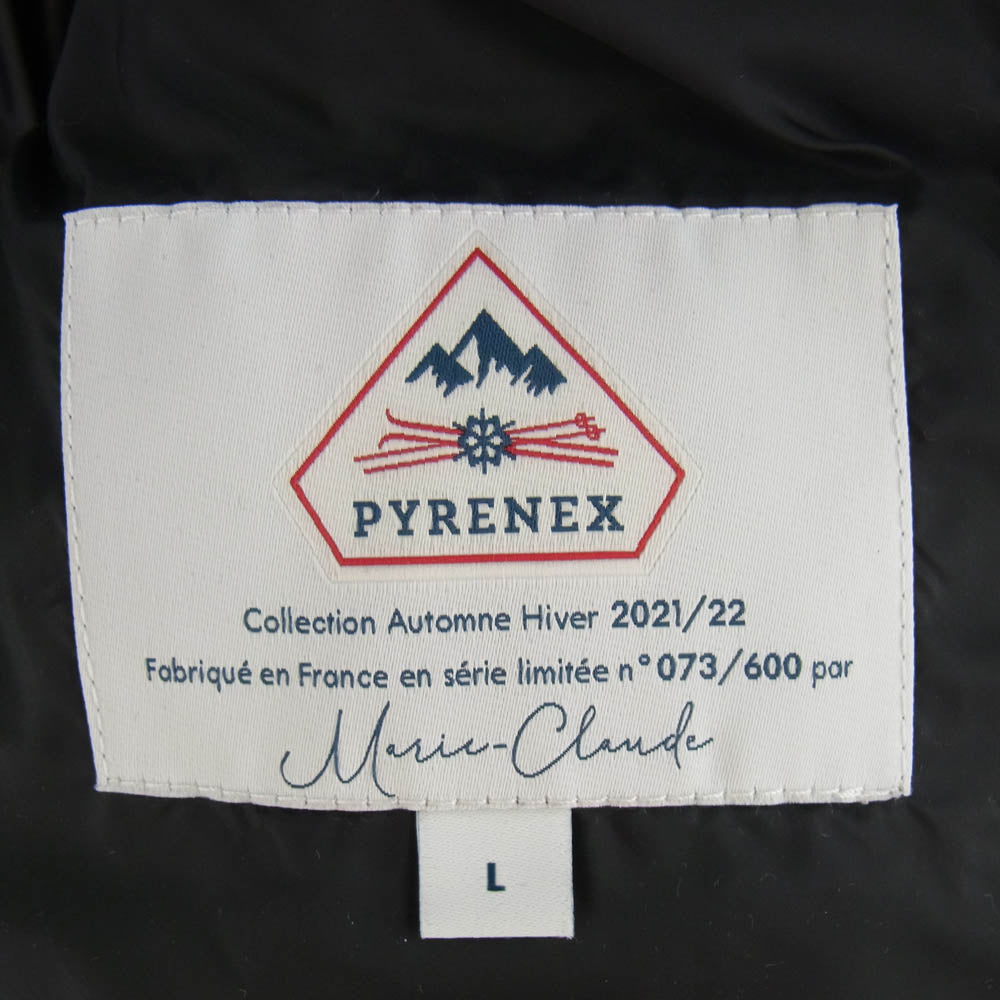 PYRENEX
Collection Automne Hiver 2021/22
Fabriqué en France en série limitée n°073/600 par
Marie-Claude
L